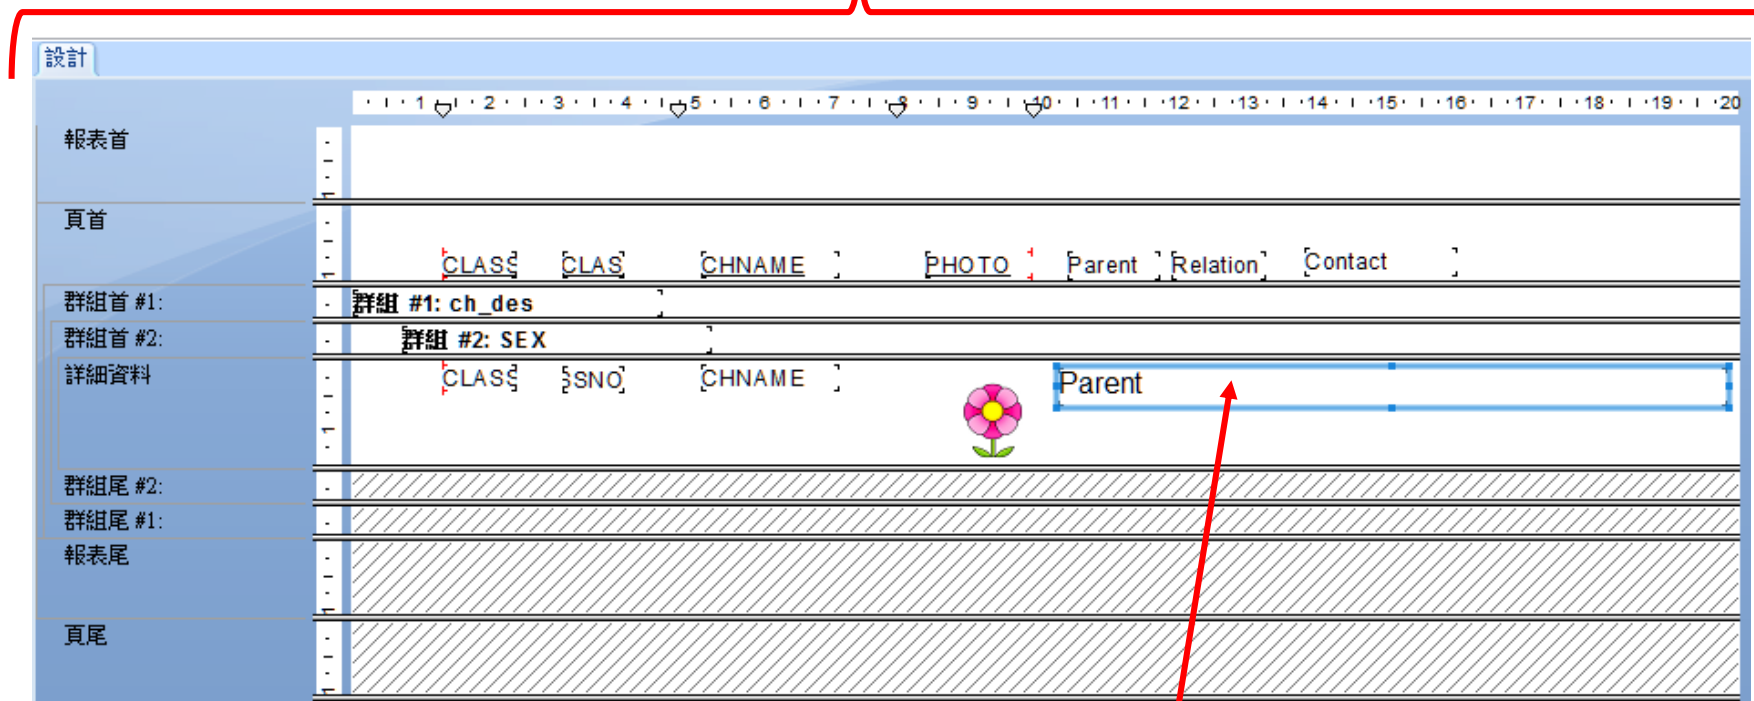 設計
1 2 3 4 5 6 7 8 9 10 11 12 13 14 15 16 17 18 19 20
報表首
頁首
CLASS CLAS CHNAME PHOTO Parent Relation Contact
群組首 #1:
群組 #1: ch_des
群組首 #2:
群組 #2: SEX
詳細資料
CLASS SSNO CHNAME Parent
群組尾 #2:
群組尾 #1:
報表尾
頁尾